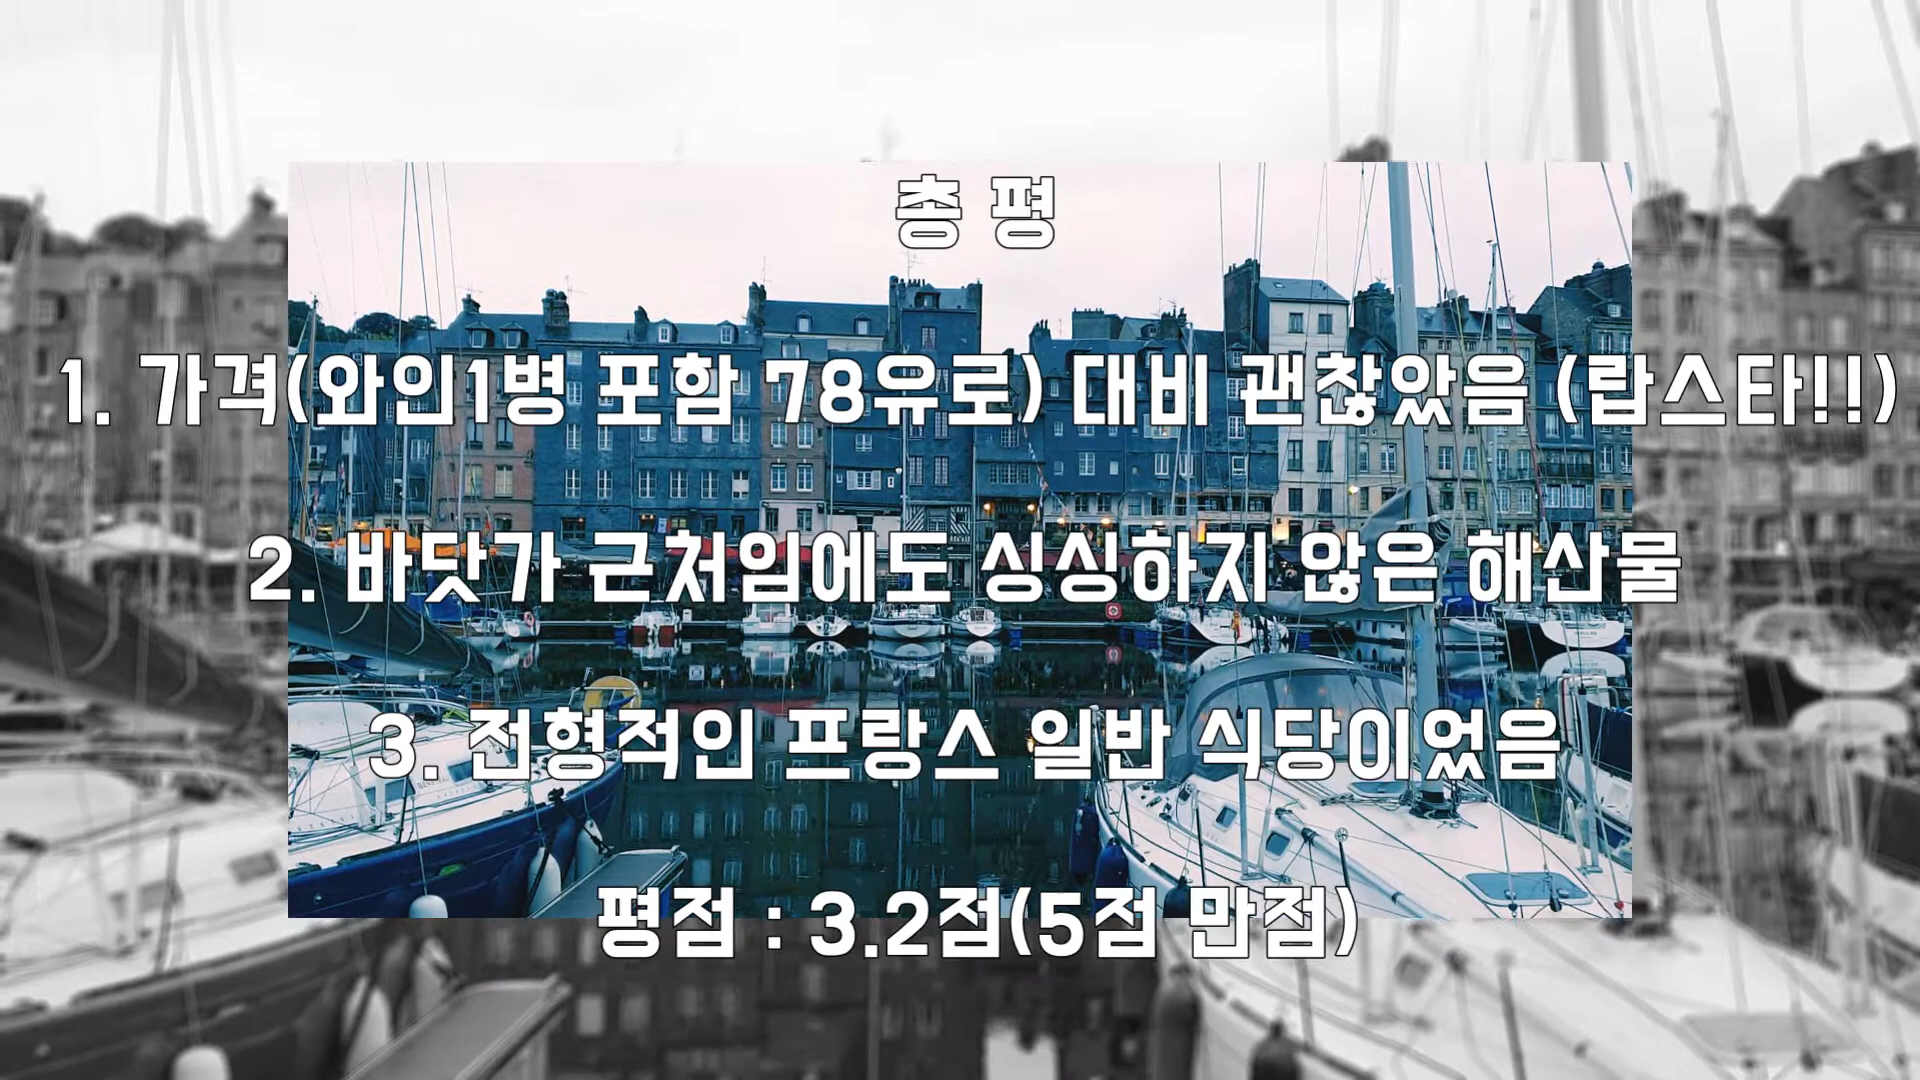 총 평
1. 가격(와인1병 포함 78유로) 대비 괜찮았음 (랍스타!!)
2. 바닷가 근처임에도 싱싱하지 않은 해산물
3. 전형적인 프랑스 일반 식당이었음
평점 : 3.2점(5점 만점)